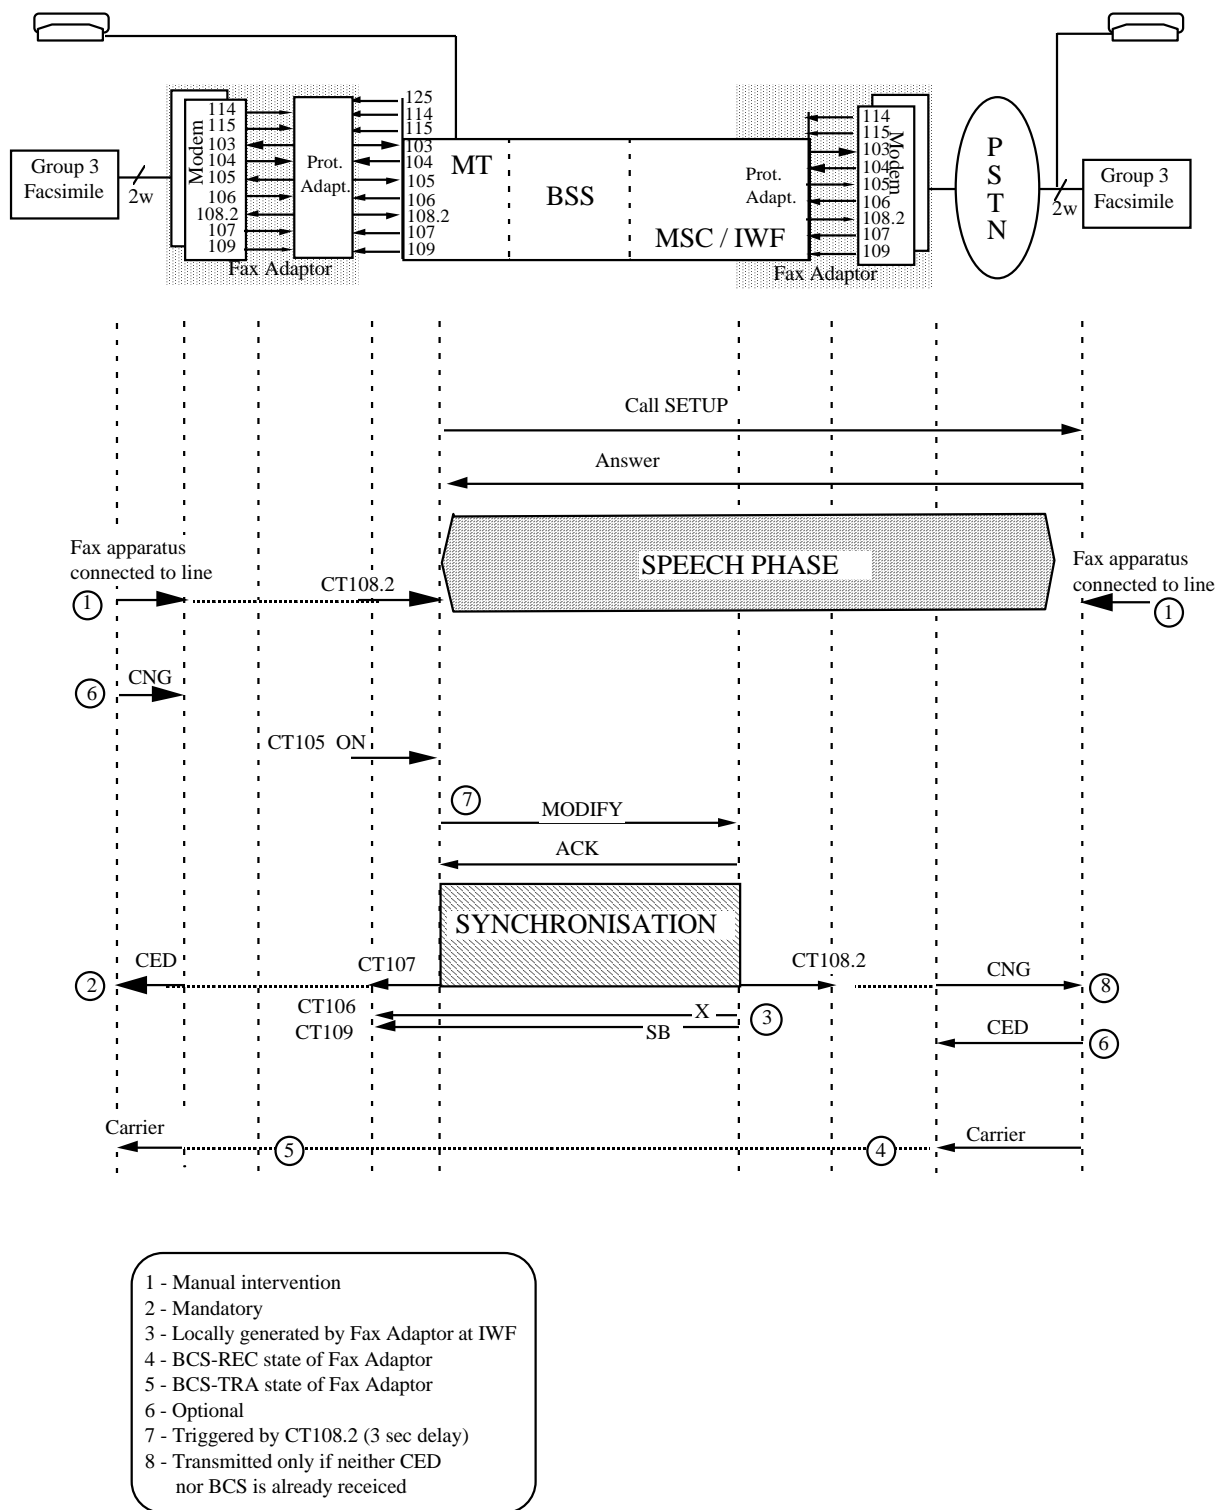 125
114
115
103
104
105
106
108.2
107
109
Modem
Group 3
Facsimile
2w
Prot.
Adapt.
Fax Adaptor
114
115
103
104
105
106
108.2
107
109
MT
BSS
MSC / IWF
Prot.
Adapt.
114
115
103
104
105
106
108.2
107
109
Modem
Fax Adaptor
P
S
T
N
2w
Group 3
Facsimile
Call SETUP
Answer
SPEECH PHASE
Fax apparatus
connected to line
1
CT108.2
Fax apparatus
connected to line
1
CNG
6
CT105 ON
7
MODIFY
ACK
SYNCHRONISATION
CED
2
CT107
CT108.2
CNG
8
CT106
X
3
CT109
SB
CED
6
Carrier
5
4
Carrier
1 - Manual intervention
2 - Mandatory
3 - Locally generated by Fax Adaptor at IWF
4 - BCS-REC state of Fax Adaptor
5 - BCS-TRA state of Fax Adaptor
6 - Optional
7 - Triggered by CT108.2 (3 sec delay)
8 - Transmitted only if neither CED
nor BCS is already receiced